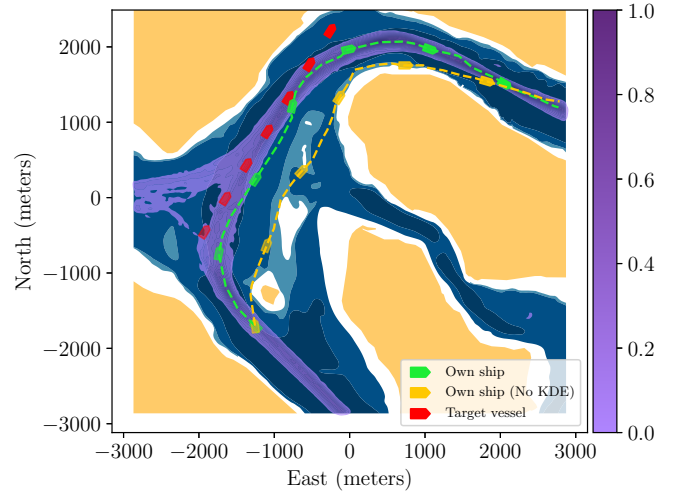 1.0
0.8
0.6
0.4
0.2
0.0
North (meters)
2000
1000
0
−1000
−2000
−3000
Own ship
Own ship (No KDE)
Target vessel
−3000 −2000 −1000 0 1000 2000 3000
East (meters)